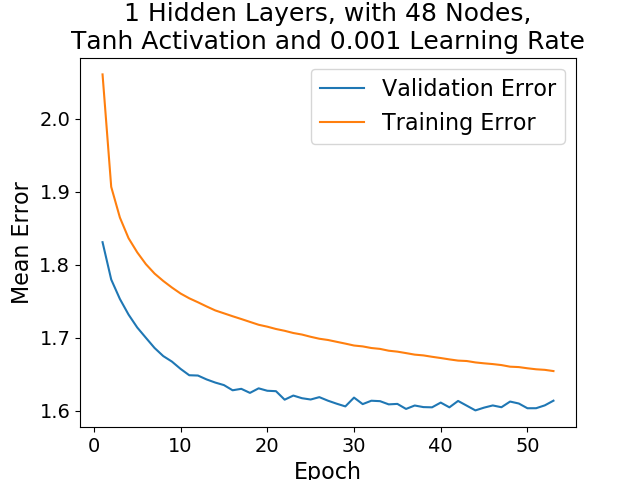 1 Hidden Layers, with 48 Nodes,
Tanh Activation and 0.001 Learning Rate
Validation Error
Training Error
Mean Error
2.0
1.9
1.8
1.7
1.6
0 10 20 30 40 50
Epoch